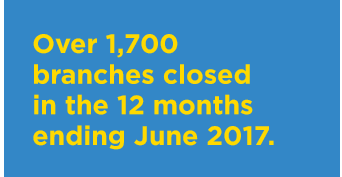 Over 1,700
branches closed
in the 12 months
ending June 2017.